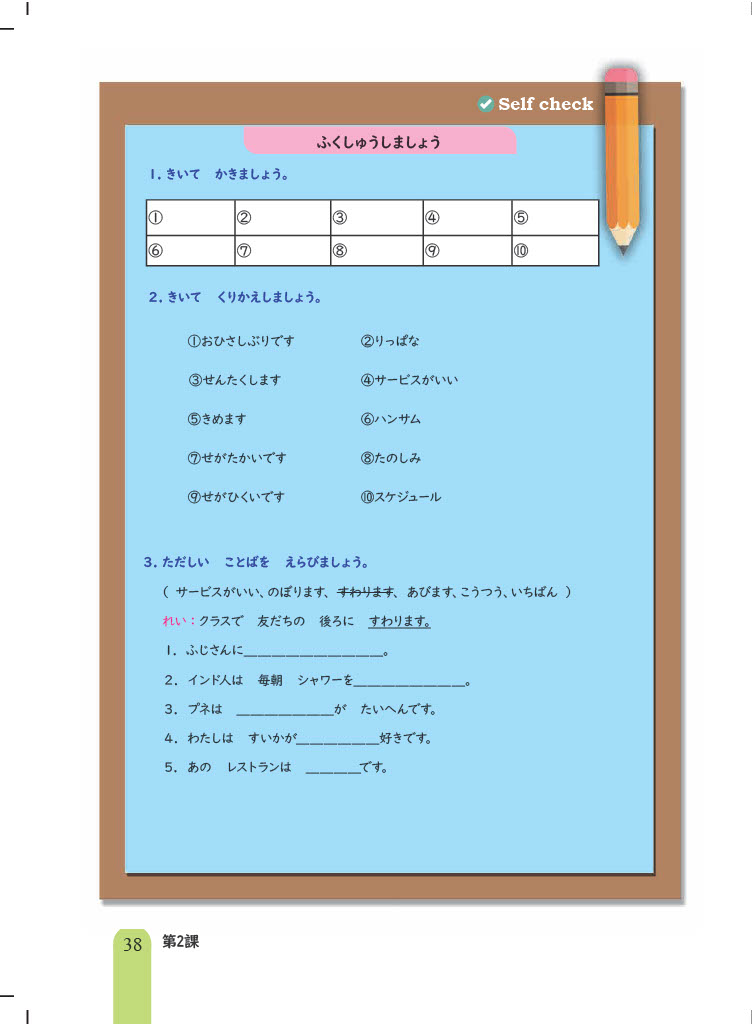 Self check
ふくしゅうしましょう
1. きいて　かきましょう。
① ② ③ ④ ⑤
⑥ ⑦ ⑧ ⑨ ⑩
2. きいて　くりかえしましょう。
①おひさしぶりです　②りっぱな
③せんたくします　④サービスがいい
⑤きめます　⑥ハンサム
⑦せがたかいです　⑧たのしみ
⑨せがひくいです　⑩スケジュール
3. ただしい　ことばを　えらびましょう。
（ サービスがいい、のぼります、すわります、あびます、こうつう、いちばん ）
れい：クラスで　友だちの　後ろに　すわります。
1. ふじさんに____________________。
2. インド人は　毎朝　シャワーを________________。
3. プネは　______________が　たいへんです。
4. わたしは　すいかが____________好きです。
5. あの　レストランは　________です。
38 第2課